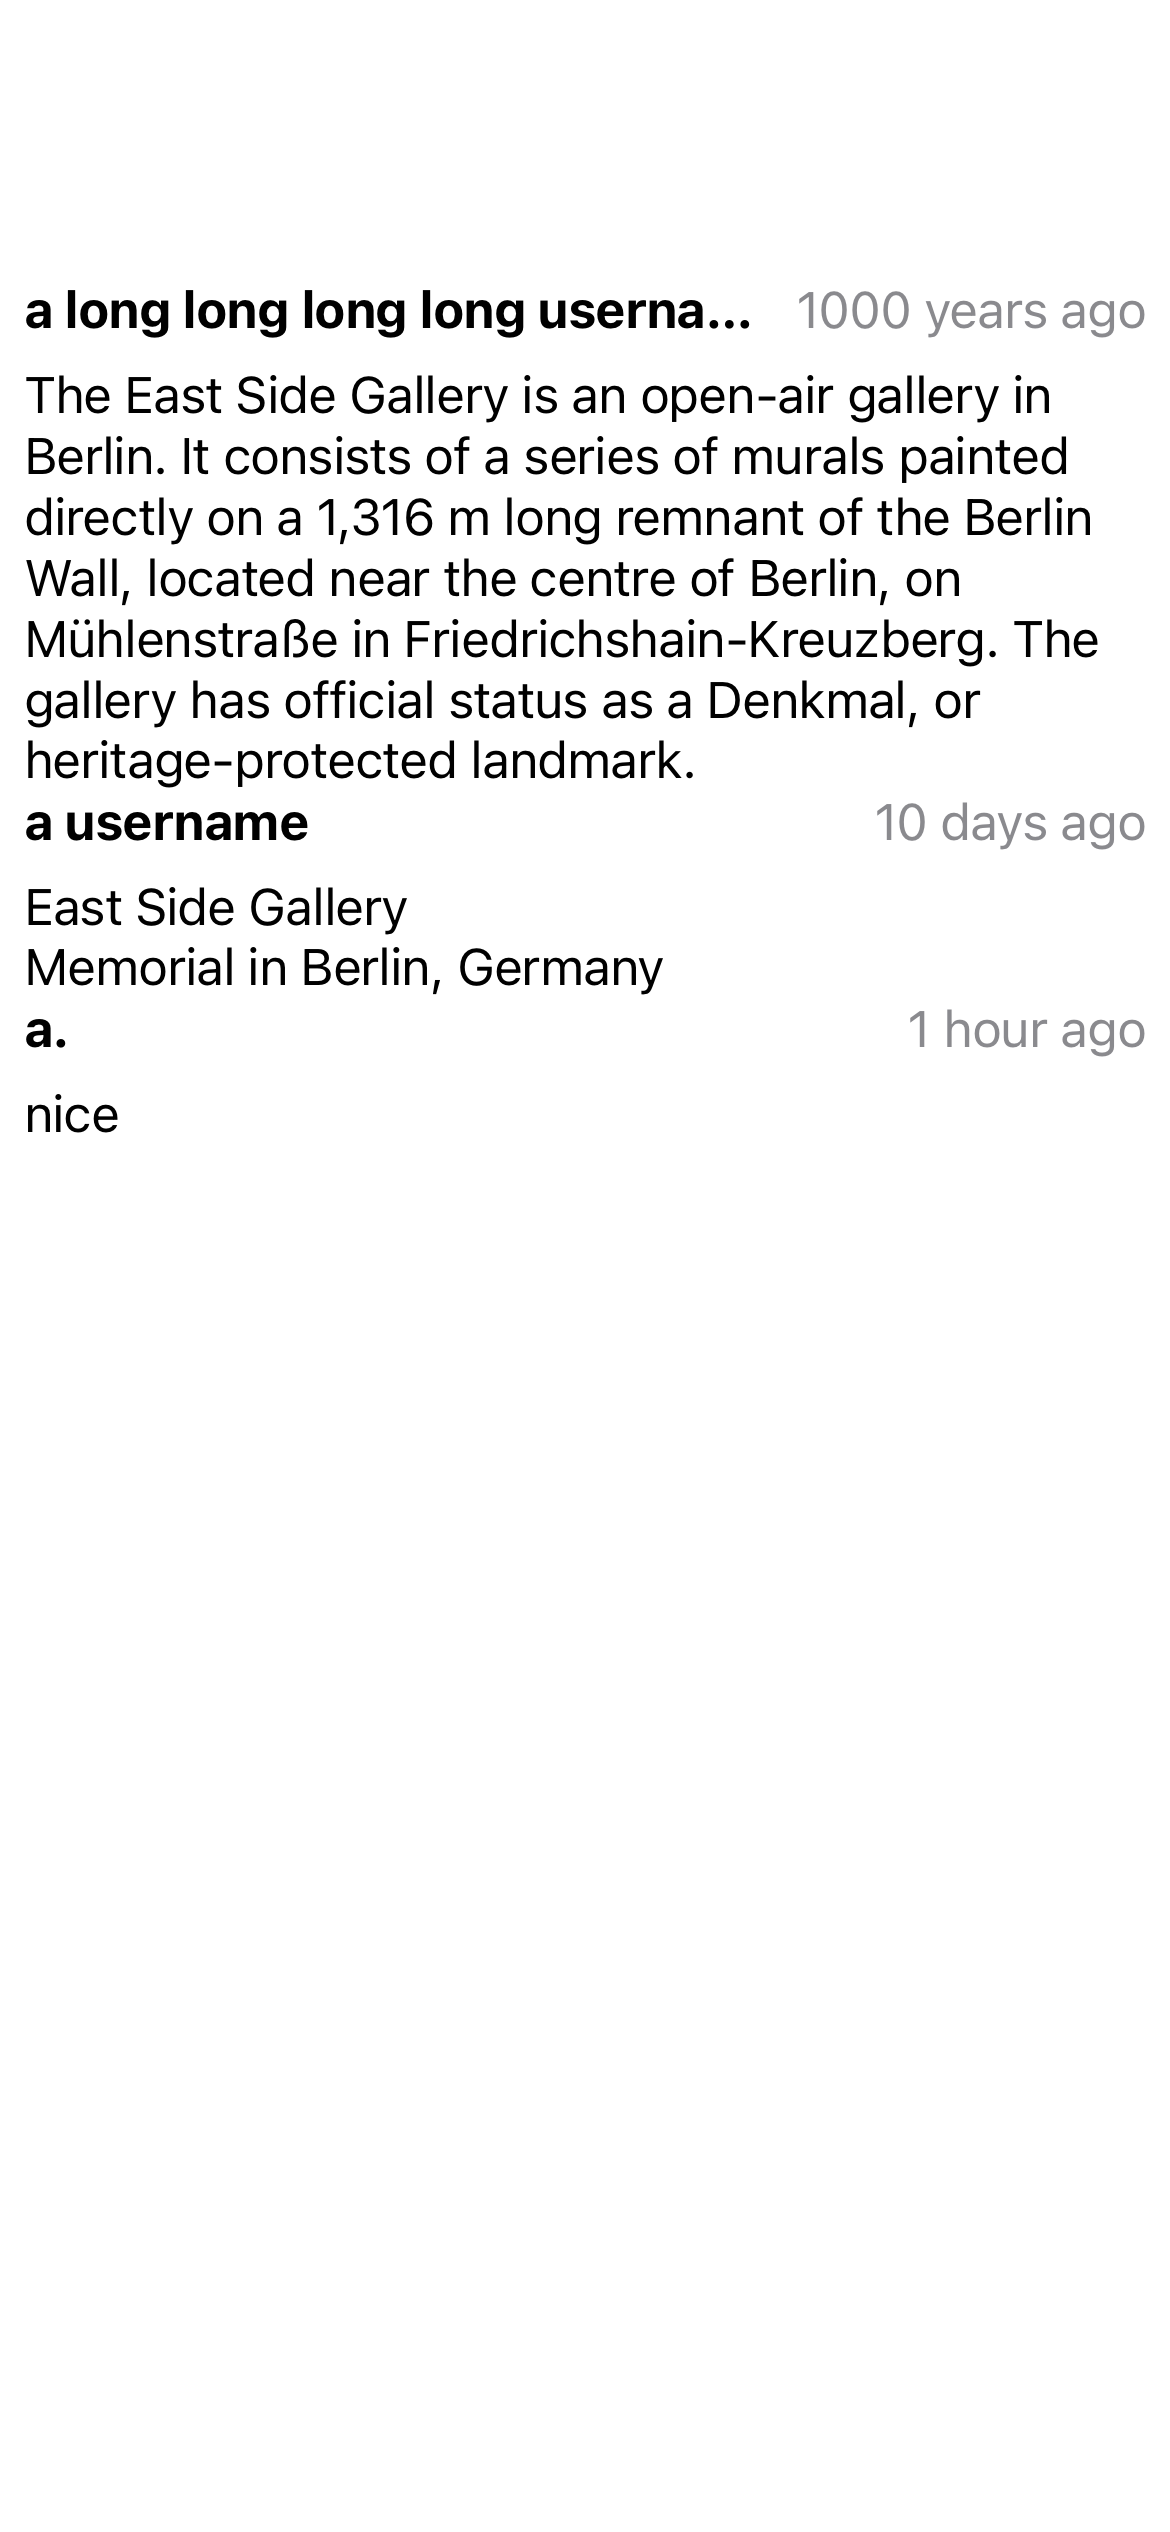 a long long long long userna... 1000 years ago
The East Side Gallery is an open-air gallery in
Berlin. It consists of a series of murals painted
directly on a 1,316 m long remnant of the Berlin
Wall, located near the centre of Berlin, on
Mühlenstraße in Friedrichshain-Kreuzberg. The
gallery has official status as a Denkmal, or
heritage-protected landmark.
a username 10 days ago
East Side Gallery
Memorial in Berlin, Germany
a. 1 hour ago
nice